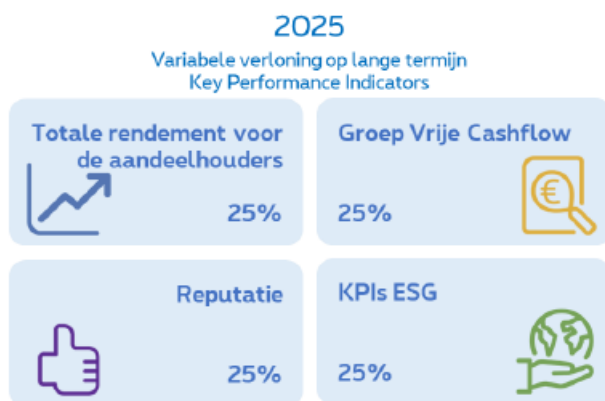 2025
Variabele verloning op lange termijn
Key Performance Indicators
Totale rendement voor
de aandeelhouders
25%
Groep Vrije Cashflow
€
25%
Reputatie
25%
KPIs ESG
25%